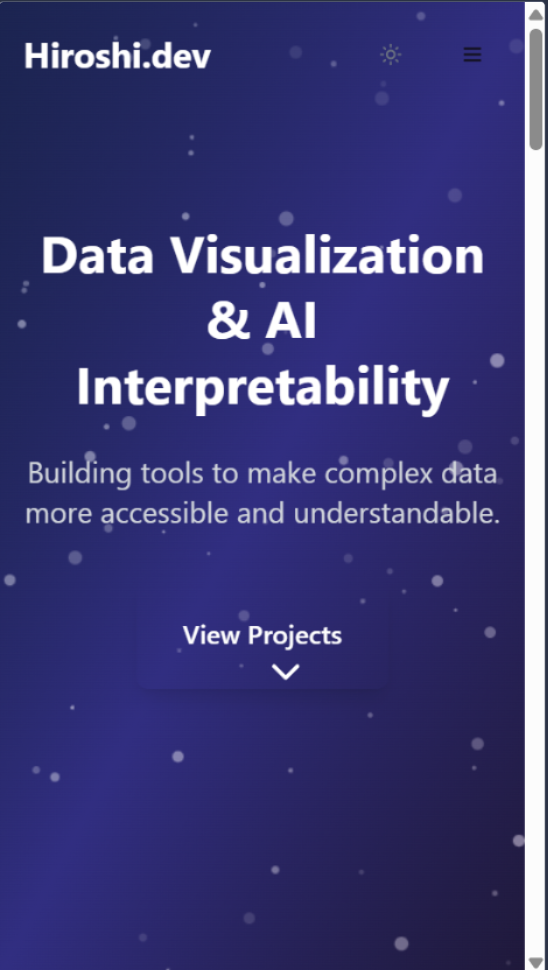 Hiroshi.dev
Data Visualization
& AI
Interpretability
Building tools to make complex data
more accessible and understandable.
View Projects